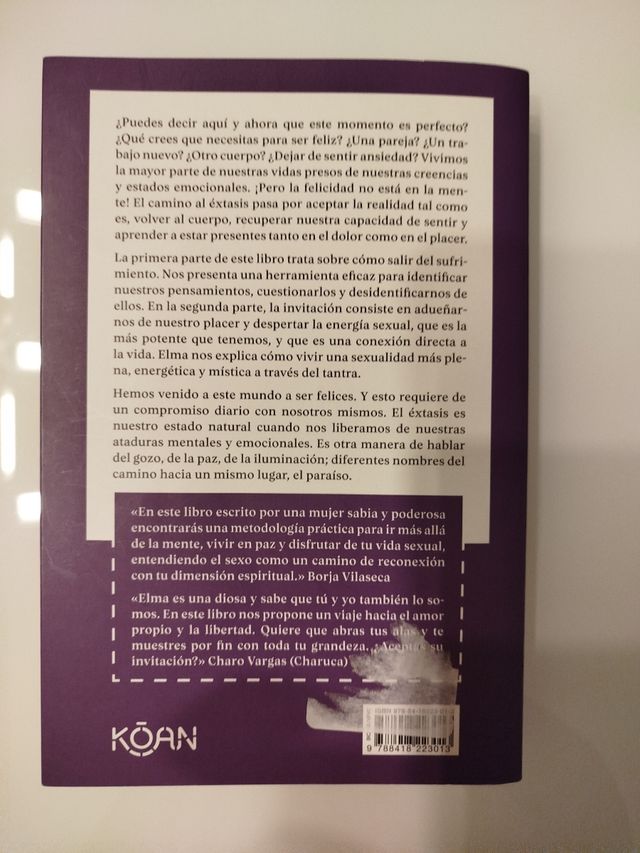 ¿Puedes decir aquí y ahora que este momento es perfecto?
¿Qué crees que necesitas para ser feliz? ¿Una pareja? ¿Un tra-
bajo nuevo? ¿Otro cuerpo? ¿Dejar de sentir ansiedad? Vivimos
la mayor parte de nuestras vidas presos de nuestras creencias
y estados emocionales. ¡Pero la felicidad no está en la men-
te! El camino al éxtasis pasa por aceptar la realidad tal como
es, volver al cuerpo, recuperar nuestra capacidad de sentir y
aprender a estar presentes tanto en el dolor como en el placer.
La primera parte de este libro trata sobre cómo salir del sufri-
miento. Nos presenta una herramienta eficaz para identificar
nuestros pensamientos, cuestionarlos y desidentificarnos de
ellos. En la segunda parte, la invitación consiste en adueñar-
nos de nuestro placer y despertar la energía sexual, que es la
más potente que tenemos, y que es una conexión directa a
la vida. Elma nos explica cómo vivir una sexualidad más ple-
na, energética y mística a través del tantra.
Hemos venido a este mundo a ser felices. Y esto requiere de
un compromiso diario con nosotros mismos. El éxtasis es
nuestro estado natural cuando nos liberamos de nuestras
ataduras mentales y emocionales. Es otra manera de hablar
del gozo, de la paz, de la iluminación; diferentes nombres del
camino hacia un mismo lugar, el paraíso.
«En este libro escrito por una mujer sabia y poderosa
encontrarás una metodología práctica para ir más allá
de la mente, vivir en paz y disfrutar de tu vida sexual,
entendiendo el sexo como un camino de reconexión
con tu dimensión espiritual.» Borja Vilaseca
«Elma es una diosa y sabe que tú y yo también lo so-
mos. En este libro nos propone un viaje hacia el amor
propio y la libertad. Quiere que abras tus alas y te
muestres por fin con toda tu grandeza. ¿Aceptas su
invitación?» Charo Vargas (Charuca)
KŌAN
9 788418 223013